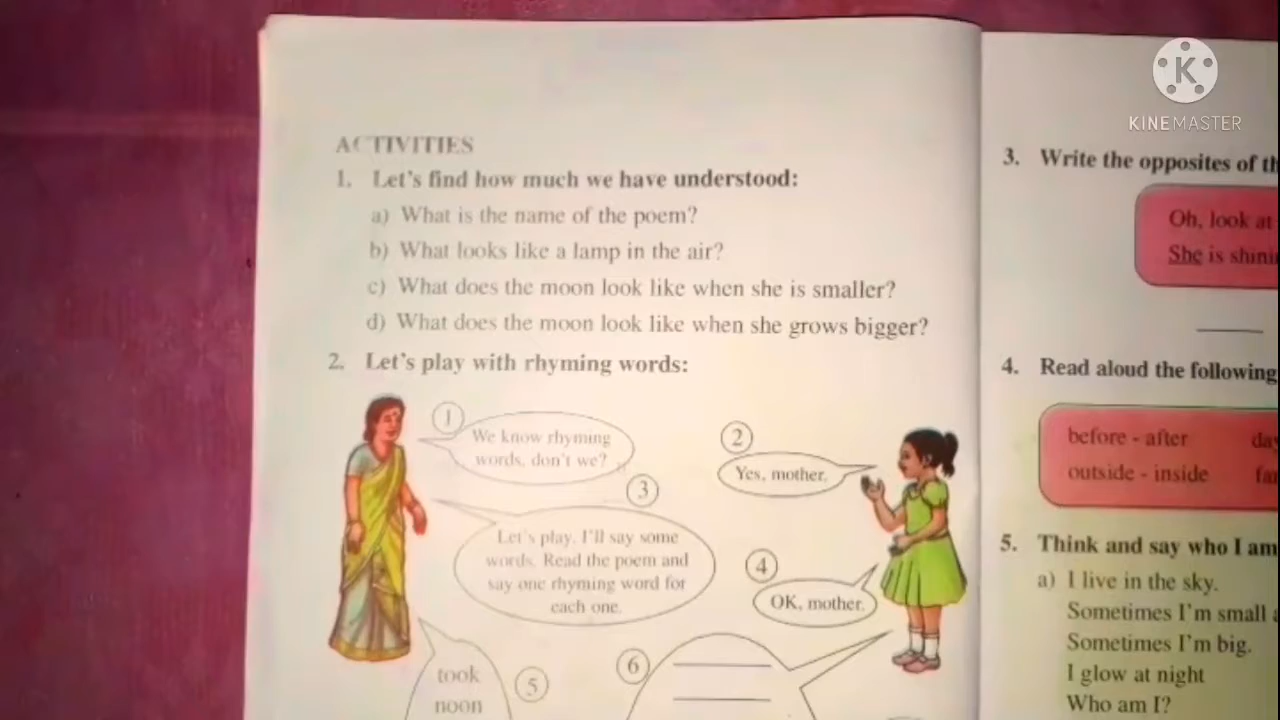 ACTIVITIES
1. Let's find how much we have understood:
a) What is the name of the poem?
b) What looks like a lamp in the air?
c) What does the moon look like when she is smaller?
d) What does the moon look like when she grows bigger?
2. Let's play with rhyming words:
1
We know rhyming
words, don't we?
2
Yes, mother.
3
Let's play. I'll say some
words. Read the poem and
say one rhyming word for
each one.
4
OK, mother.
took
noon
5
6
3. Write the opposites of
Oh, look at
She is
4. Read aloud the following
before - after
outside - inside
5. Think and say who I am
a) I live in the sky.
Sometimes I'm small
Sometimes I'm big.
I glow at night
Who am I?
K
KINEMASTER